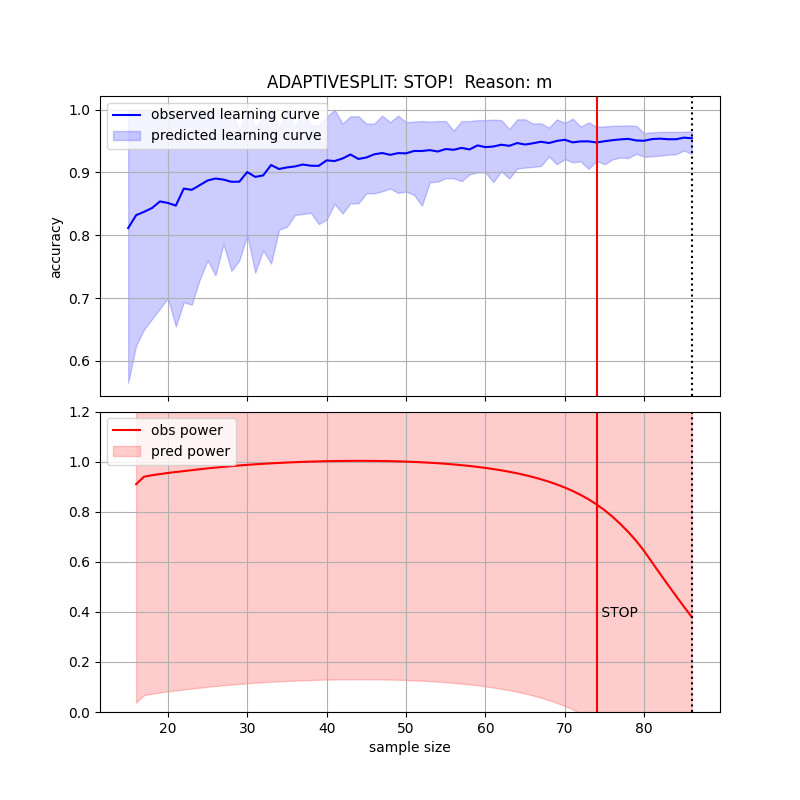 ADAPTIVESPLIT: STOP!  Reason: m
observed learning curve
predicted learning curve
1.0
0.9
0.8
0.7
0.6
accuracy
obs power
pred power
1.2
1.0
0.8
0.6
0.4
0.2
0.0
STOP
20
30
40
50
60
70
80
sample size